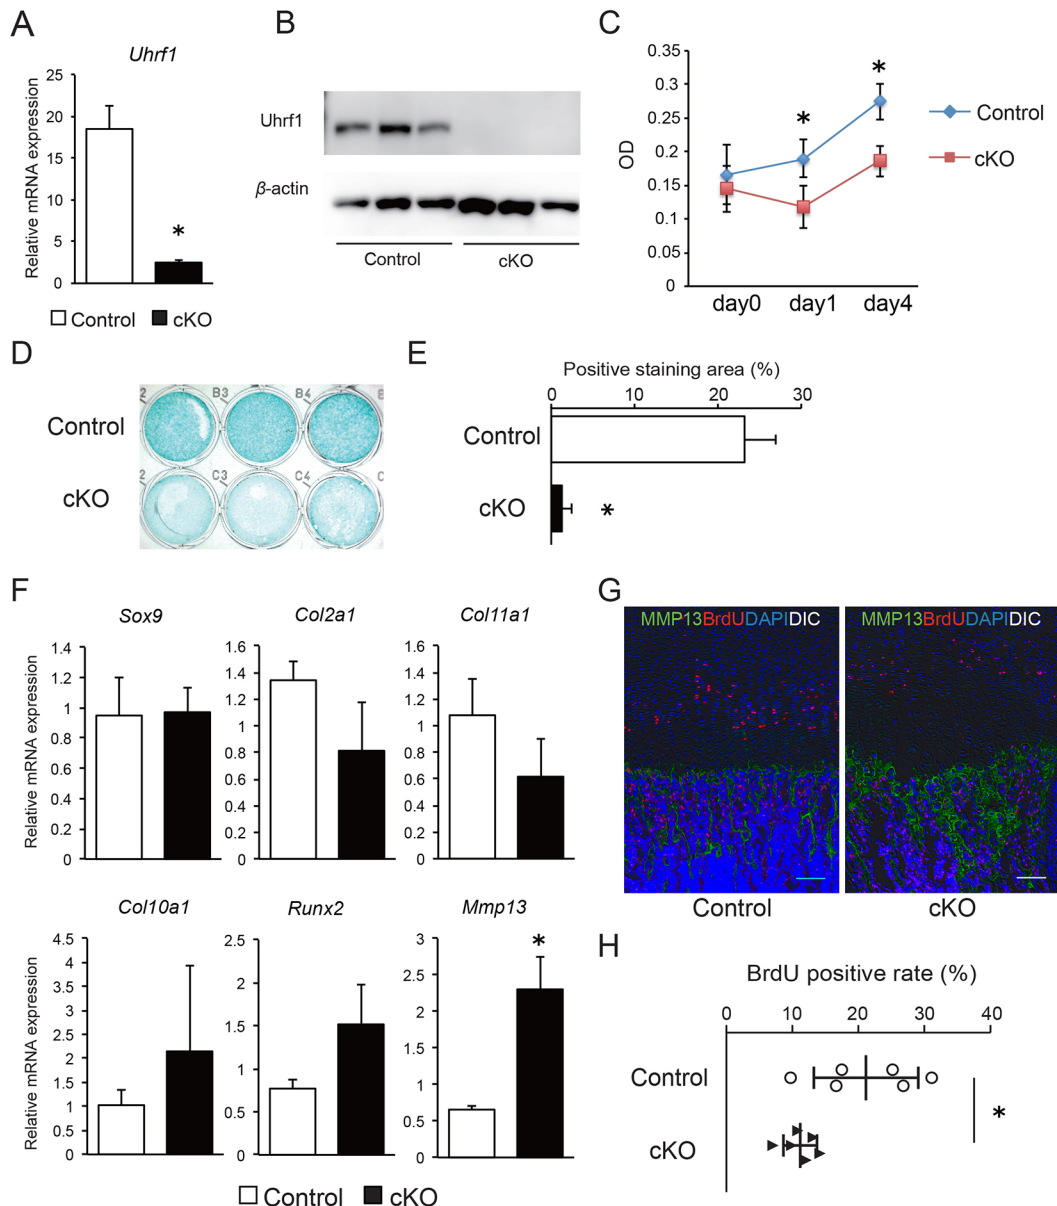 A
Uhrf1
Relative mRNA expression
25
20
15
10
5
0
*
Control
cKO
B
Uhrf1
β-actin
Control
cKO
C
0.35
0.3
0.25
0.2
0.15
0.1
0.05
0
OD
*
*
day0
day1
day4
Control
cKO
D
Control
cKO
B3
B4
C3
C4
E
Positive staining area (%)
0
10
20
30
Control
cKO
*
F
Sox9
Relative mRNA expression
1.4
1.2
1
0.8
0.6
0.4
0.2
0
Col2a1
1.6
1.4
1.2
1
0.8
0.6
0.4
0.2
0
Col11a1
1.6
1.4
1.2
1
0.8
0.6
0.4
0.2
0
Col10a1
Relative mRNA expression
4.5
4
3.5
3
2.5
2
1.5
1
0.5
0
Runx2
2.5
2
1.5
1
0.5
0
Mmp13
3
2.5
2
1.5
1
0.5
0
*
Control
cKO
G
MMP13BrdUDAPIDIC
MMP13BrdUDAPIDIC
Control
cKO
H
BrdU positive rate (%)
0
10
20
30
40
Control
cKO
*